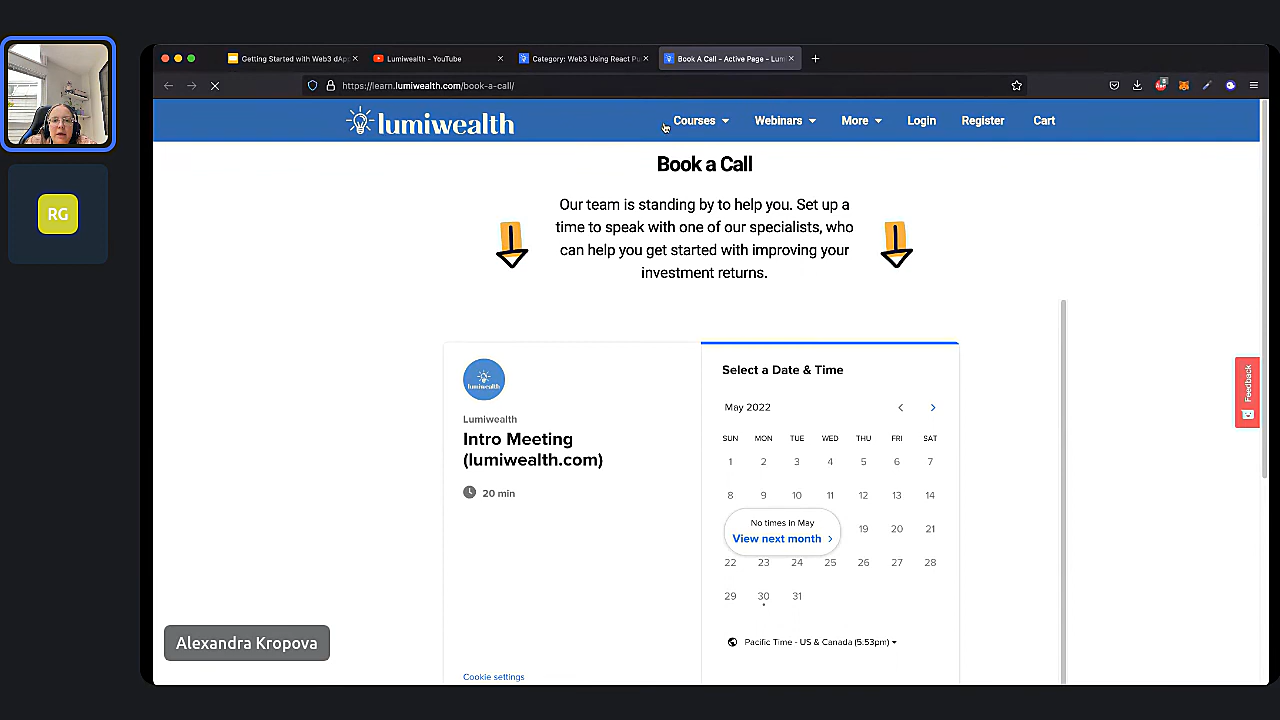 Getting Started with Web3 dAp
Lumiwealth - YouTube
Category: Web3 Using React Pu
Book A Call - Active Page - Lum
https://learn.lumiwealth.com/book-a-call/
lumiwealth
Courses
Webinars
More
Login
Register
Cart
RG
Book a Call
Our team is standing by to help you. Set up a
time to speak with one of our specialists, who
can help you get started with improving your
investment returns.
lumiwealth
Lumiwealth
Intro Meeting
(lumiwealth.com)
20 min
Cookie settings
Select a Date & Time
May 2022
SUN MON TUE WED THU FRI SAT
1 2 3 4 5 6 7
8 9 10 11 12 13 14
No times in May
View next month
19 20 21
22 23 24 25 26 27 28
29 30 31
Pacific Time - US & Canada (5:53pm)
Feedback
Alexandra Kropova